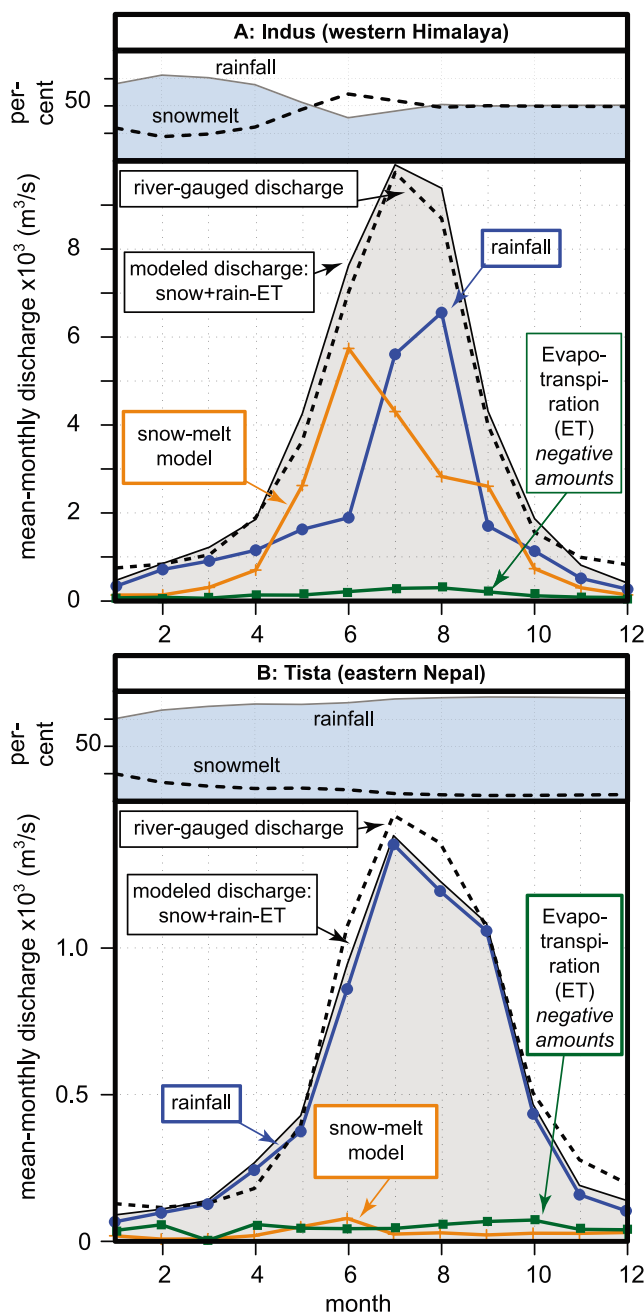 A: Indus (western Himalaya)
per-
cent
50
rainfall
snowmelt
mean-monthly discharge x10³ (m³/s)
8
6
4
2
0
river-gauged discharge
modeled discharge:
snow+rain-ET
rainfall
snow-melt
model
Evapo-
transpi-
ration
(ET)
negative
amounts
2
4
6
8
10
12
B: Tista (eastern Nepal)
per-
cent
50
rainfall
snowmelt
mean-monthly discharge x10³ (m³/s)
1.0
0.5
0
river-gauged discharge
modeled discharge:
snow+rain-ET
Evapo-
transpi-
ration
(ET)
negative
amounts
rainfall
snow-melt
model
2
4
6
8
10
12
month